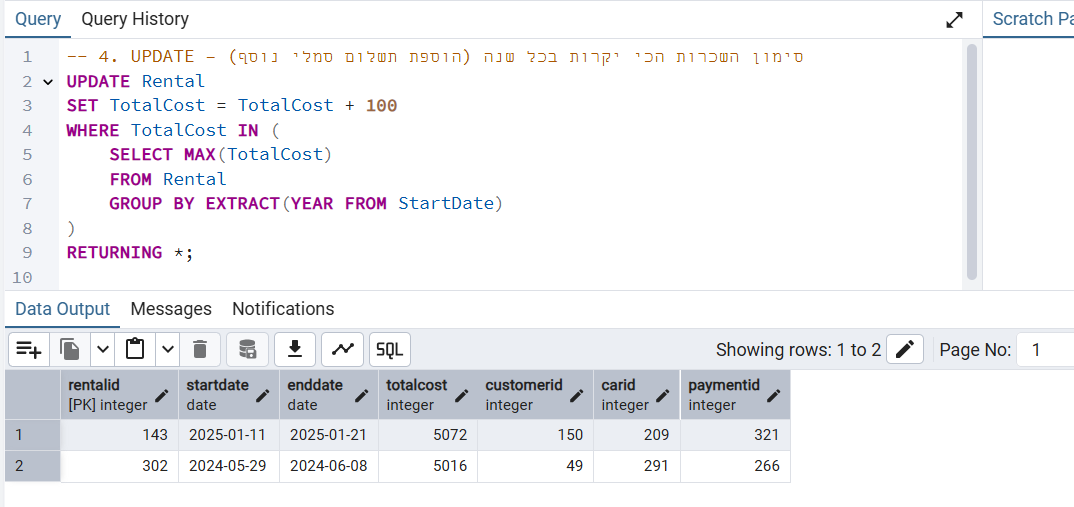 Query Query History Scratch Pa
1 -- 4. UPDATE – סימון השכרות הכי יקרות בכל שנה (הוספת תשלום סמלי נוסף)
2 UPDATE Rental
3 SET TotalCost = TotalCost + 100
4 WHERE TotalCost IN (
5 SELECT MAX(TotalCost)
6 FROM Rental
7 GROUP BY EXTRACT(YEAR FROM StartDate)
8 )
9 RETURNING *;
10
Data Output Messages Notifications
SQL Showing rows: 1 to 2 Page No: 1
rentalid startdate enddate totalcost customerid carid paymentid
[PK] integer date date integer integer integer integer
1 143 2025-01-11 2025-01-21 5072 150 209 321
2 302 2024-05-29 2024-06-08 5016 49 291 266